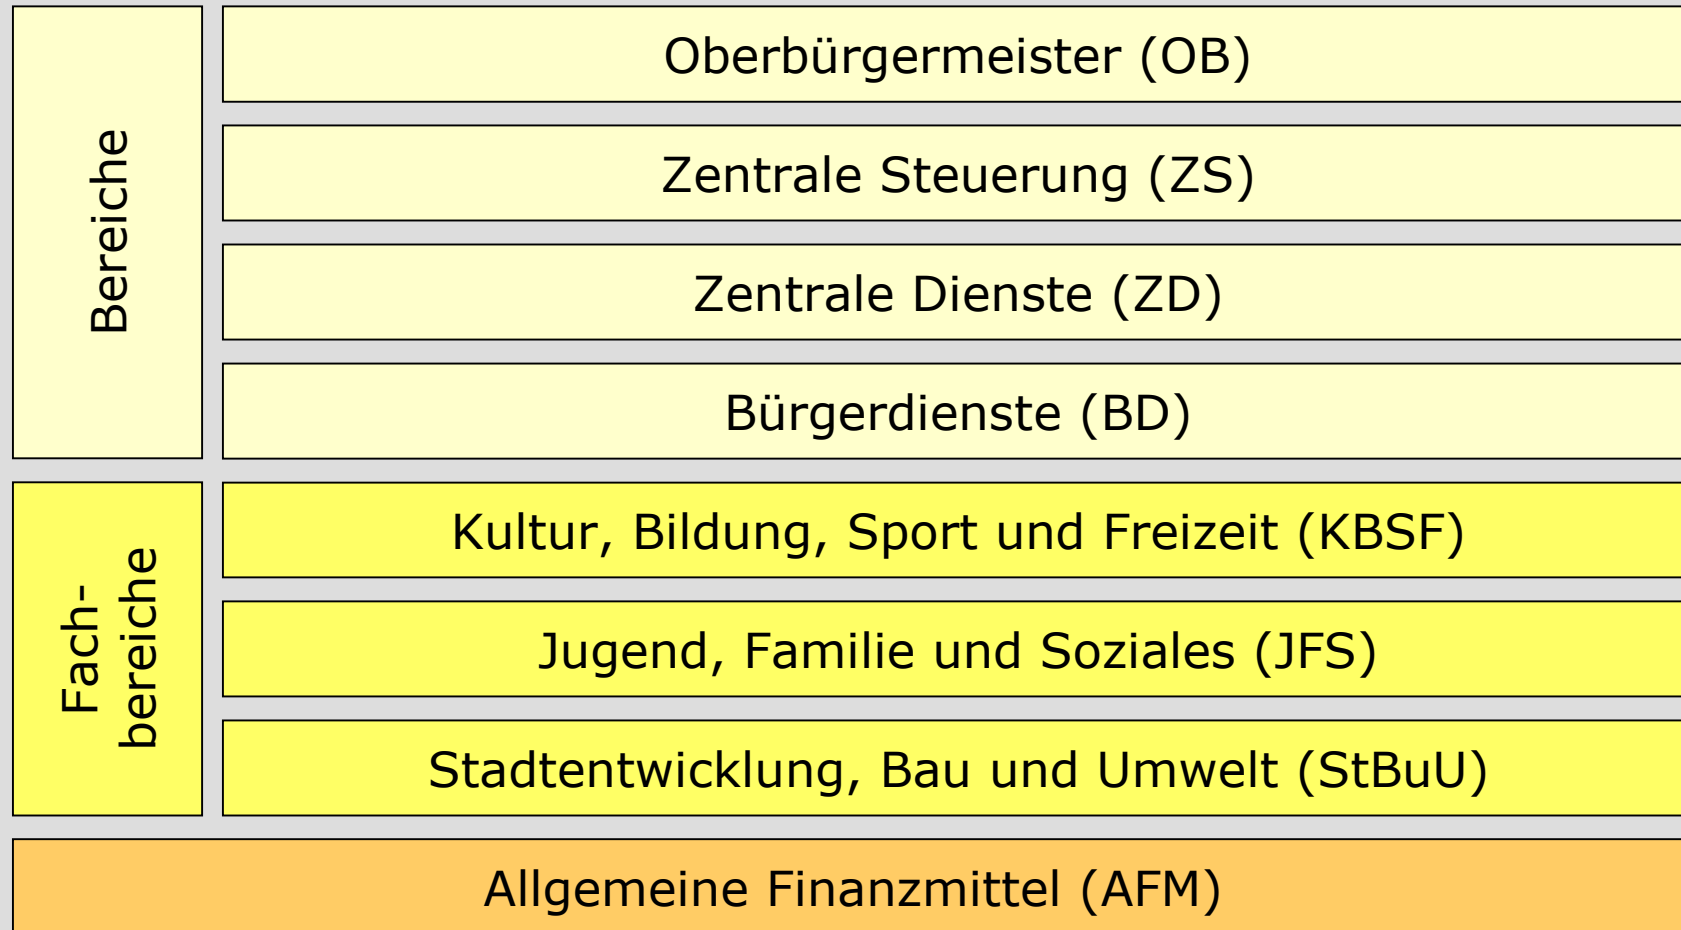 Bereiche
Oberbürgermeister (OB)
Zentrale Steuerung (ZS)
Zentrale Dienste (ZD)
Bürgerdienste (BD)
Fach-
bereiche
Kultur, Bildung, Sport und Freizeit (KBSF)
Jugend, Familie und Soziales (JFS)
Stadtentwicklung, Bau und Umwelt (StBuU)
Allgemeine Finanzmittel (AFM)